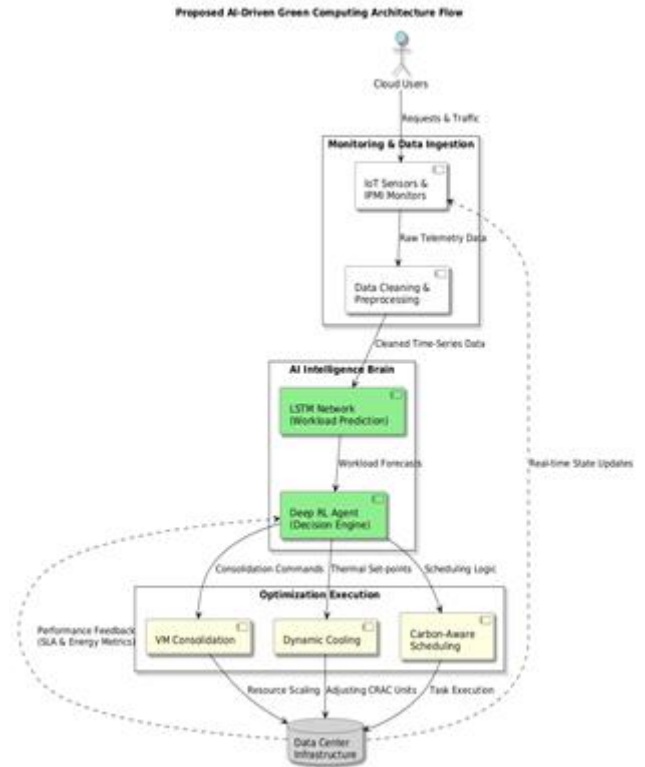 Proposed AI-Driven Green Computing Architecture Flow
Cloud Users
Requests & Traffic
Monitoring & Data Ingestion
IoT Sensors &
IPMI Monitors
Raw Telemetry Data
Data Cleaning &
Preprocessing
Cleaned Time-Series Data
AI Intelligence Brain
LSTM Network
(Workload Prediction)
Workload Forecasts
Real-time State Updates
Deep RL Agent
(Decision Engine)
Consolidation Commands
Thermal Set-points
Scheduling Logic
Optimization Execution
Performance Feedback
(SLA & Energy Metrics)
VM Consolidation
Dynamic Cooling
Carbon-Aware
Scheduling
Resource Scaling
Adjusting CRAC Units
Task Execution
Data Center
Infrastructure